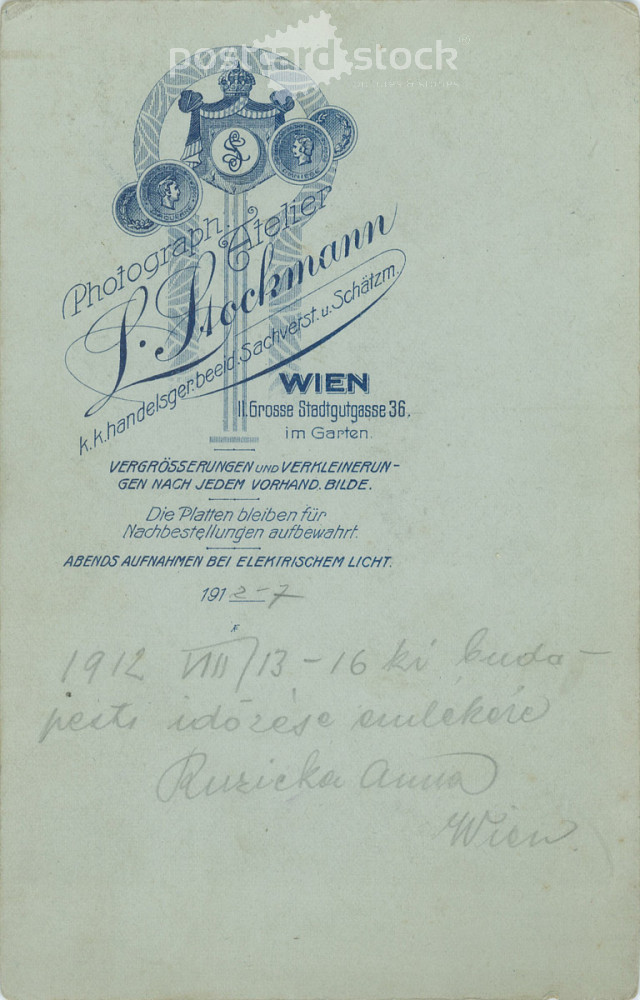 postcard stock
Photograph. Atelier
L. Stockmann
k.k. handelsger. beeid. Sachverst. u. Schätzm.
WIEN
II. Grosse Stadtgutgasse 36,
im Garten.
VERGRÖSSERUNGEN UND VERKLEINERUN-
GEN NACH JEDEM VORHAND. BILDE.
Die Platten bleiben für
Nachbestellungen aufbewahrt.
ABENDS AUFNAHMEN BEI ELEKTRISCHEM LICHT.
1912-7
1912 VIII/13-16 ki buda-
pesti időzése emlékére
Ruzicka Anna
Wien.